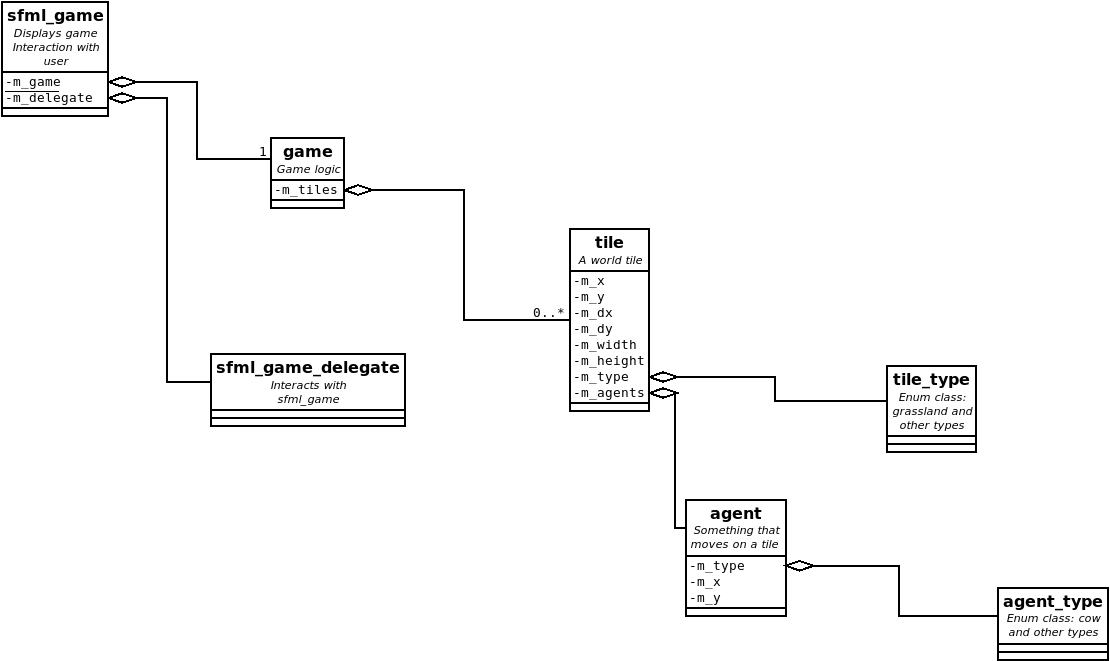 sfml_game
Displays game
Interaction with
user
-m_game
-m_delegate
1
game
Game logic
-m_tiles
0..*
tile
A world tile
-m_x
-m_y
-m_dx
-m_dy
-m_width
-m_height
-m_type
-m_agents
sfml_game_delegate
Interacts with
sfml_game
tile_type
Enum class:
grassland and
other types
agent
Something that
moves on a tile
-m_type
-m_x
-m_y
agent_type
Enum class: cow
and other types